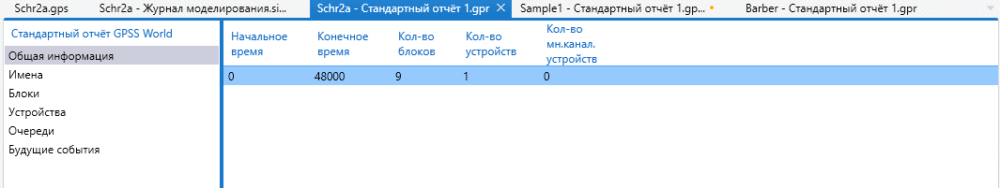 Schr2a.gps Schr2a - Журнал моделирования.si... Schr2a - Стандартный отчёт 1.gpr Sample1 - Стандартный отчёт 1.gp... Barber - Стандартный отчёт 1.gpr
Стандартный отчёт GPSS World
Общая информация
Имена
Блоки
Устройства
Очереди
Будущие события
Начальное время Конечное время Кол-во блоков Кол-во устройств Кол-во мн.канал. устройств
0 48000 9 1 0